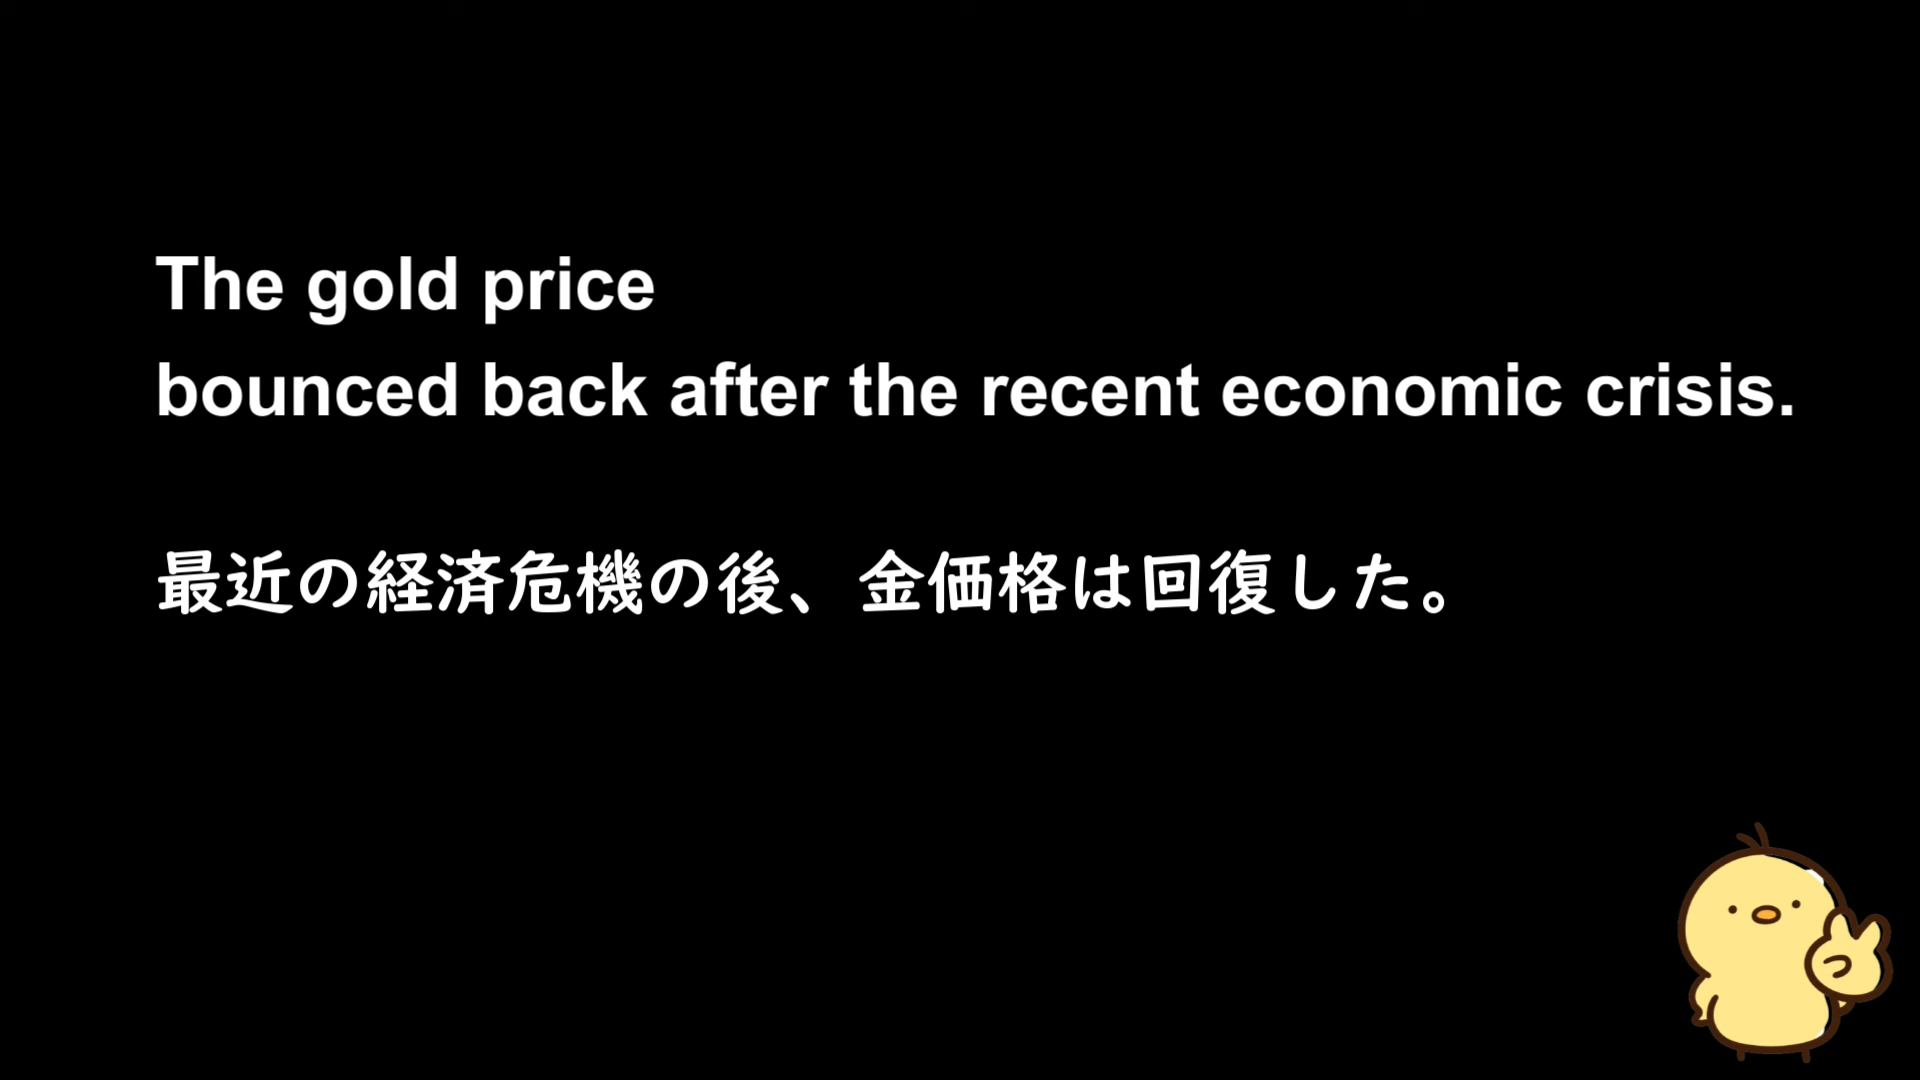 The gold price
bounced back after the recent economic crisis.
最近の経済危機の後、金価格は回復した。